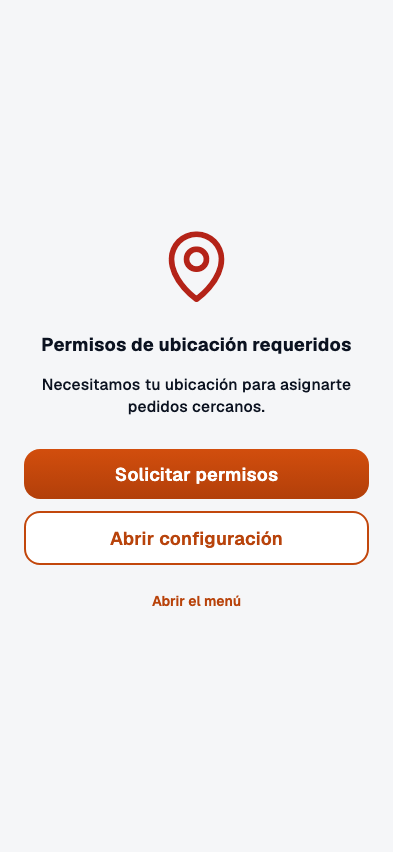 Permisos de ubicación requeridos
Necesitamos tu ubicación para asignarte
pedidos cercanos.
Solicitar permisos
Abrir configuración
Abrir el menú